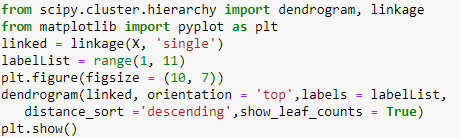 from scipy.cluster.hierarchy import dendrogram, linkage
from matplotlib import pyplot as plt
linked = linkage(X, 'single')
labelList = range(1, 11)
plt.figure(figsize = (10, 7))
dendrogram(linked, orientation = 'top',labels = labelList,
distance_sort ='descending',show_leaf_counts = True)
plt.show()